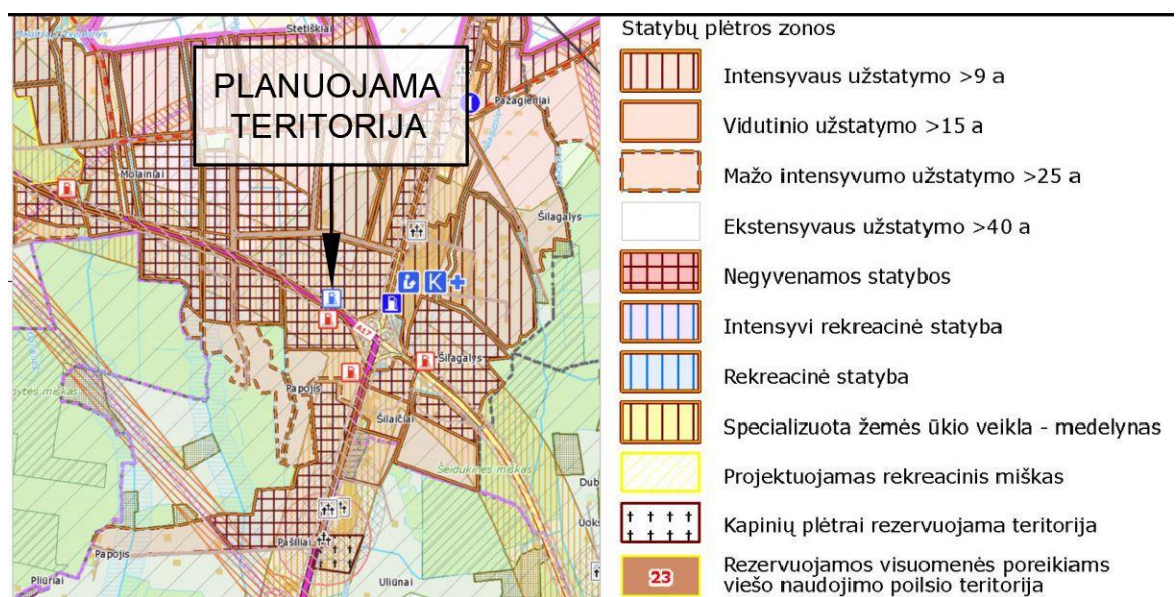 Stetiškiai
PLANUOJAMA
TERITORIJA
Pažagieniai
Molainiai
Šilagalys
K
A17
Šilagalys
Papojis
Šilaičiai
Šeidukinės miškas
Pašiliai
Papojis
Pliūriai
Uliūnai
Statybų plėtros zonos
Intensyvaus užstatymo >9 a
Vidutinio užstatymo >15 a
Mažo intensyvumo užstatymo >25 a
Ekstensyvaus užstatymo >40 a
Negyvenamos statybos
Intensyvi rekreacinė statyba
Rekreacinė statyba
Specializuota žemės ūkio veikla - medelynas
Projektuojamas rekreacinis miškas
Kapinių plėtrai rezervuojama teritorija
23
Rezervuojamos visuomenės poreikiams
viešo naudojimo poilsio teritorija